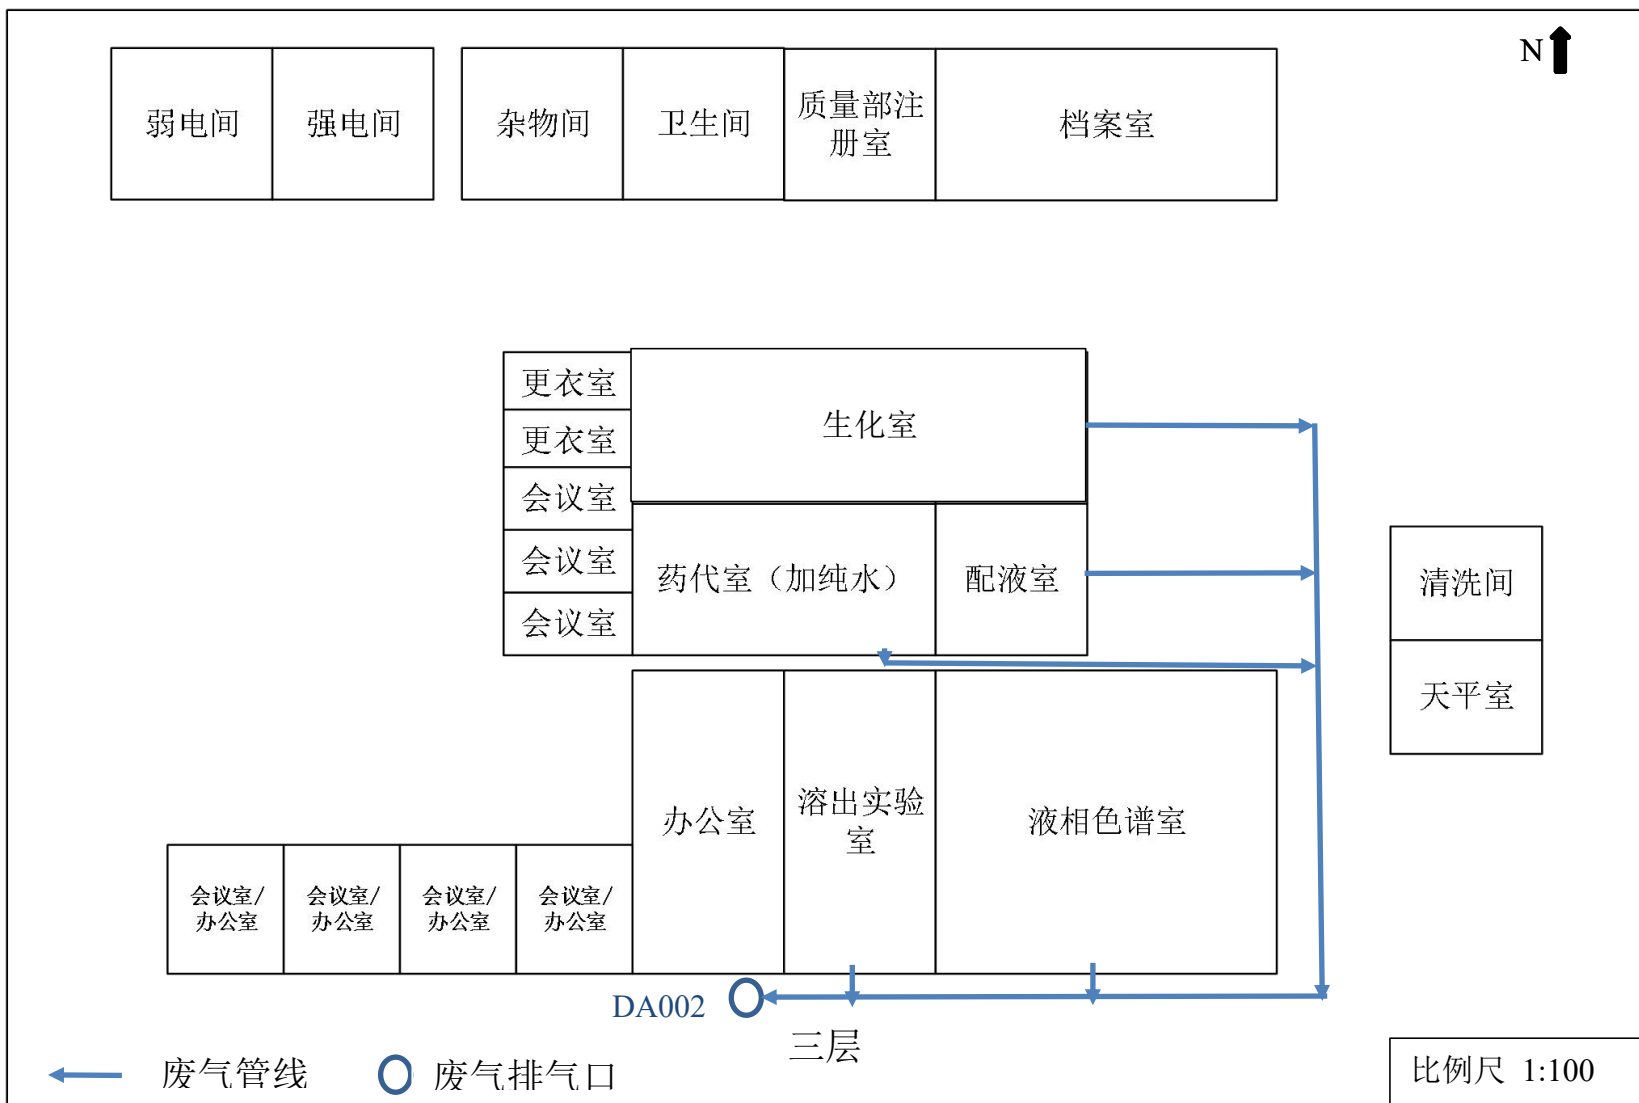 N
弱电间
强电间
杂物间
卫生间
质量部注
册室
档案室
更衣室
更衣室
会议室
会议室
会议室
生化室
药代室（加纯水）
配液室
清洗间
天平室
办公室
溶出实验
室
液相色谱室
会议室/
办公室
会议室/
办公室
会议室/
办公室
会议室/
办公室
DA002
三层
废气管线
废气排气口
比例尺 1:100